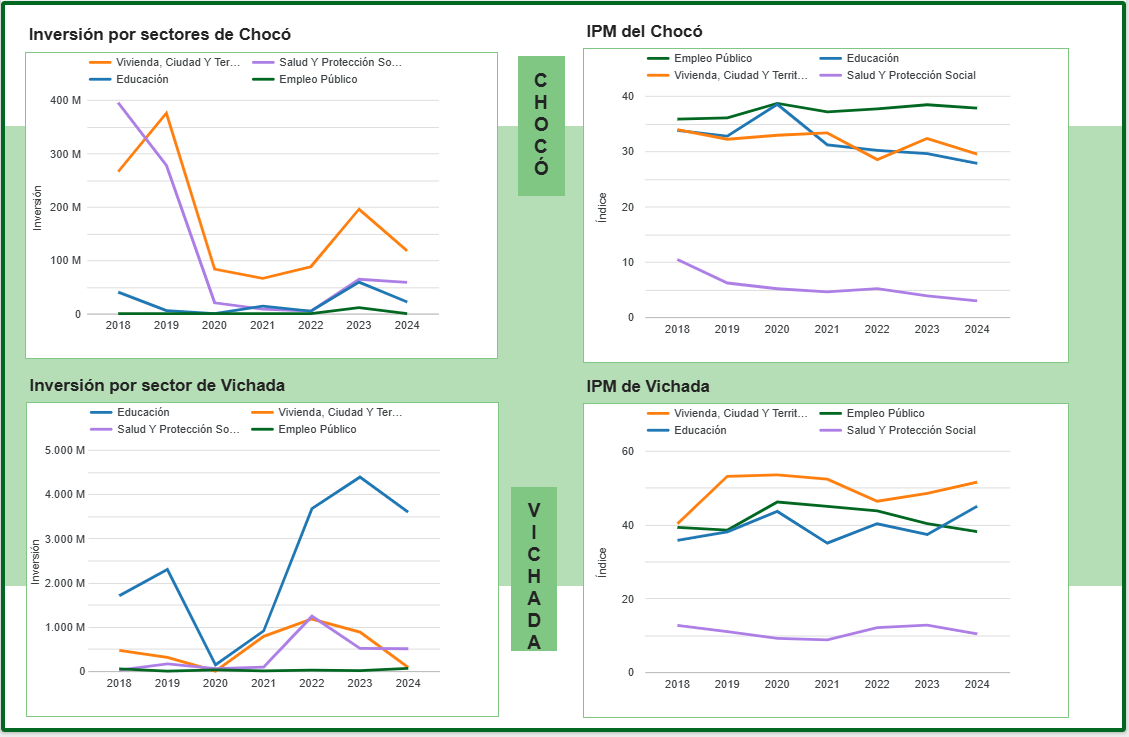 Inversión por sectores de Chocó
Vivienda, Ciudad Y Terr... Salud Y Protección So...
Educación Empleo Público
400 M
300 M
200 M
100 M
0
Inversión
2018 2019 2020 2021 2022 2023 2024
CHOCÓ
IPM del Chocó
Empleo Público Educación
Vivienda, Ciudad Y Territ... Salud Y Protección Social
40
30
20
10
0
Índice
2018 2019 2020 2021 2022 2023 2024
Inversión por sector de Vichada
Educación Vivienda, Ciudad Y Ter...
Salud Y Protección So... Empleo Público
5.000 M
4.000 M
3.000 M
2.000 M
1.000 M
0
Inversión
2018 2019 2020 2021 2022 2023 2024
VICHADA
IPM de Vichada
Vivienda, Ciudad Y Territ... Empleo Público
Educación Salud Y Protección Social
60
40
20
0
Índice
2018 2019 2020 2021 2022 2023 2024